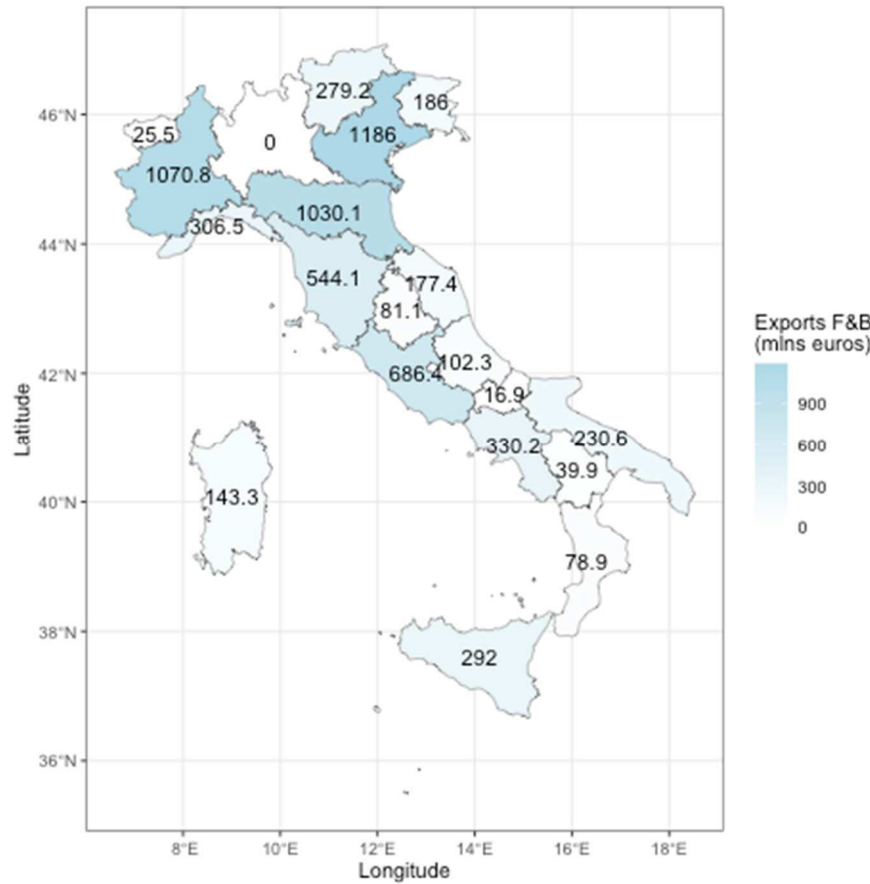 279.2
46°N
186
25.5
0
1186
1070.8
1030.1
306.5
44°N
544.1
177.4
81.1
Exports F&B
(mlns euros)
102.3
42°N
686.4
16.9
900
Latitude
230.6
330.2
600
39.9
300
143.3
40°N
0
78.9
38°N
292
36°N
8°E 10°E 12°E 14°E 16°E 18°E
Longitude